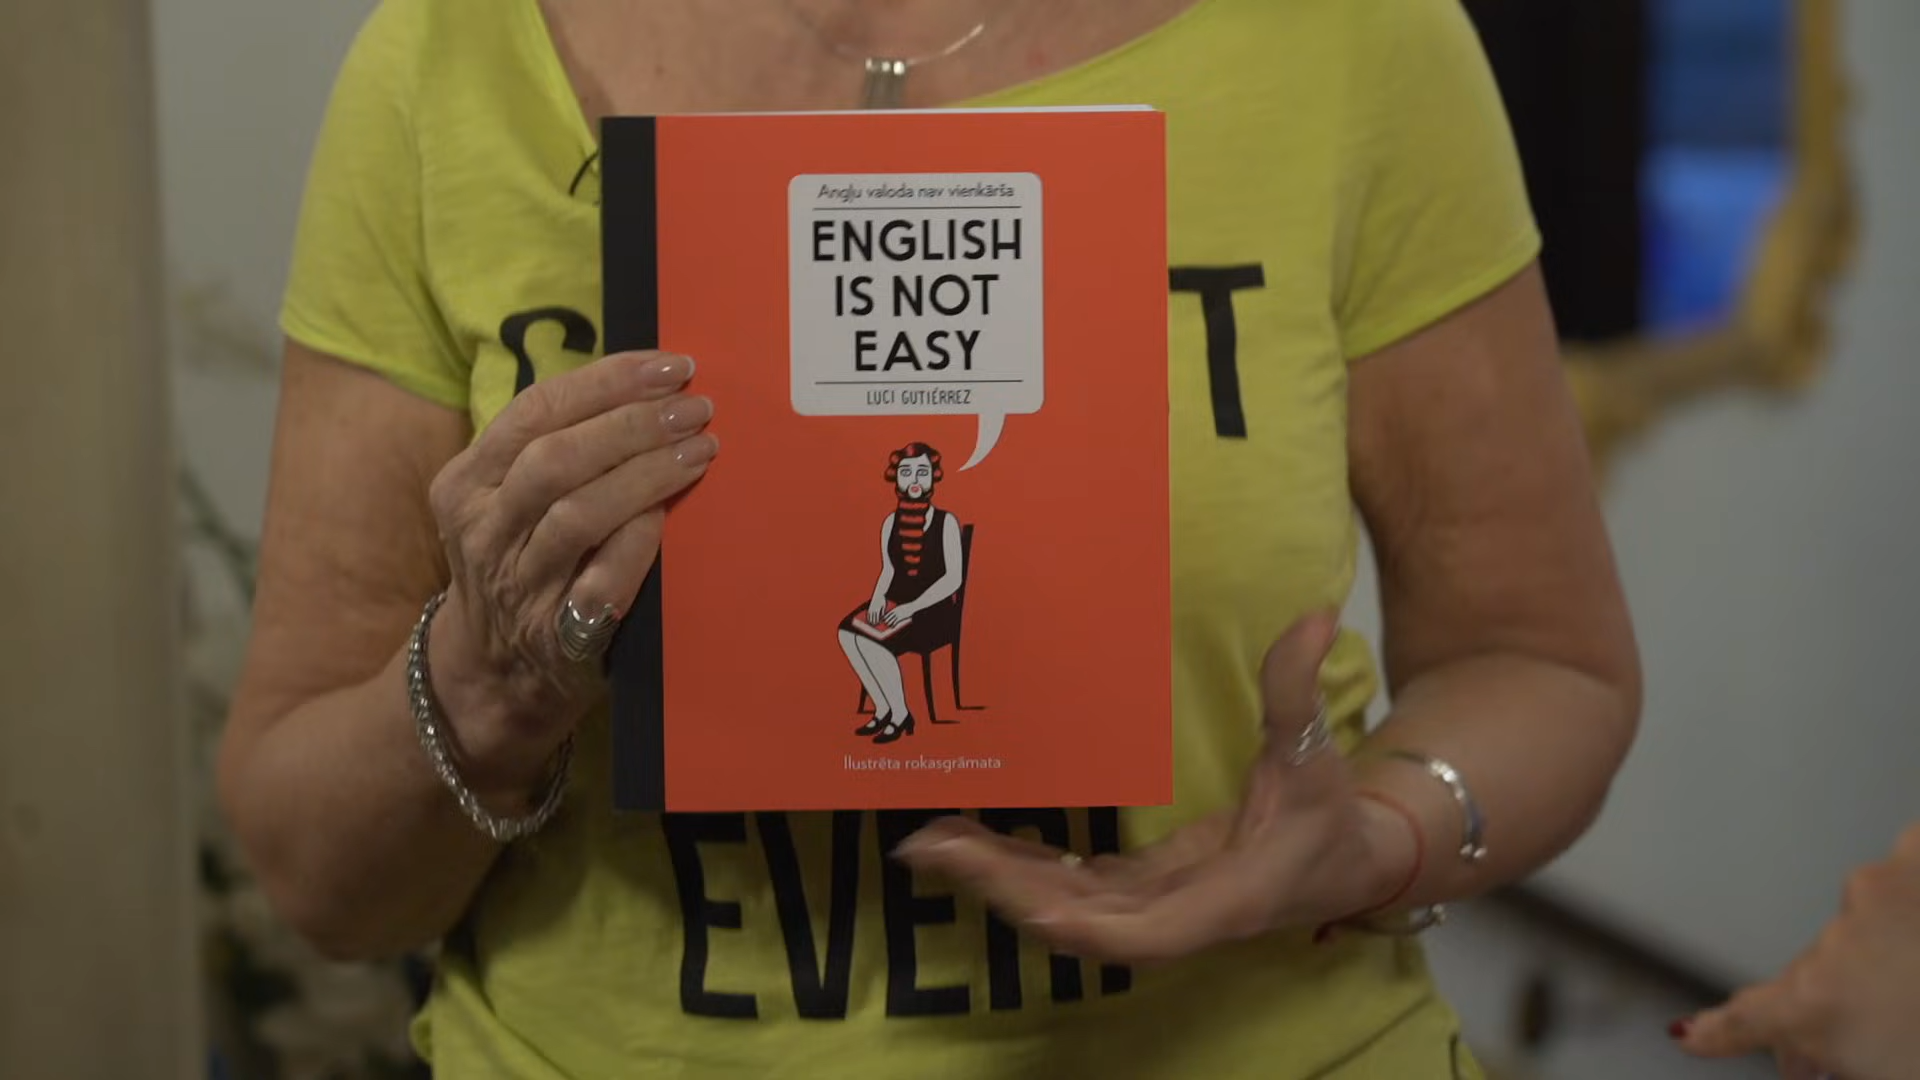 Angļu valoda nav vienkārša
ENGLISH
IS NOT
EASY
LUCI GUTIÉRREZ
Ilustrēta rokasgrāmata